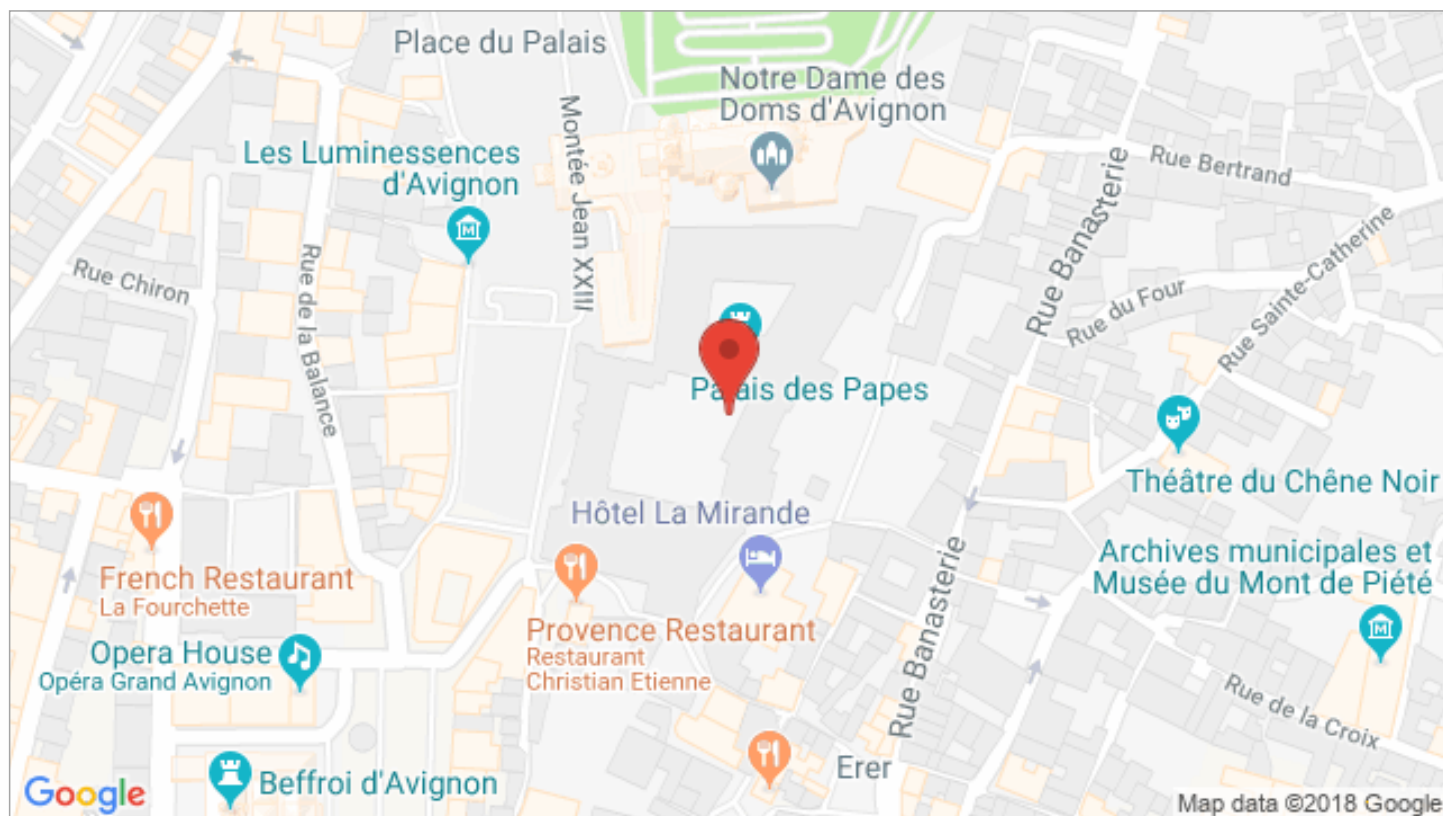 Place du Palais
Notre Dame des
Doms d'Avignon
Montée Jean XXIII
Les Luminessences
d'Avignon
Rue Bertrand
Rue Banasterie
Rue Sainte-Catherine
Rue Chiron
Rue de la Balance
Rue du Four
Palais des Papes
Théâtre du Chêne Noir
Hôtel La Mirande
Archives municipales et
Musée du Mont de Piété
French Restaurant
La Fourchette
Provence Restaurant
Restaurant
Christian Etienne
Rue Banasterie
Opera House
Opéra Grand Avignon
Rue de la Croix
Erer
Beffroi d'Avignon
Google
Map data ©2018 Google